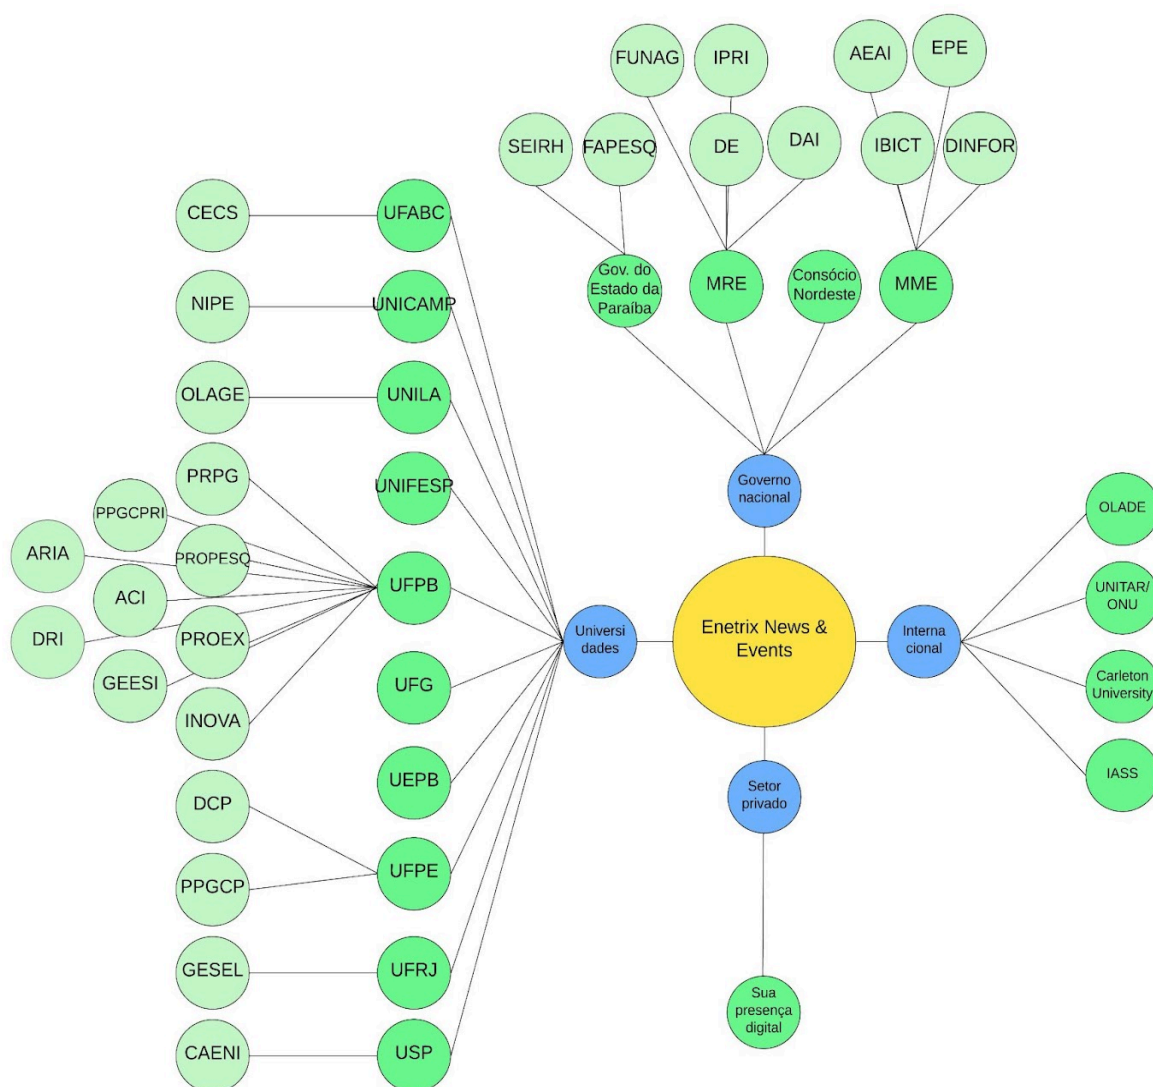 FUNAG
IPRI
AEAI
EPE
SEIRH
FAPESQ
DE
DAI
IBICT
DINFOR
Gov. do
Estado da
Paraíba
MRE
Consócio
Nordeste
MME
CECS
UFABC
NIPE
UNICAMP
OLAGE
UNILA
PRPG
UNIFESP
PPGCPRI
ARIA
PROPESQ
UFPB
ACI
DRI
PROEX
GEESI
UFG
INOVA
UEPB
DCP
UFPE
PPGCP
GESEL
UFRJ
CAENI
USP
Governo
nacional
Universi
dades
Enetrix News &
Events
Interna
cional
Setor
privado
Sua
presença
digital
OLADE
UNITAR/
ONU
Carleton
University
IASS